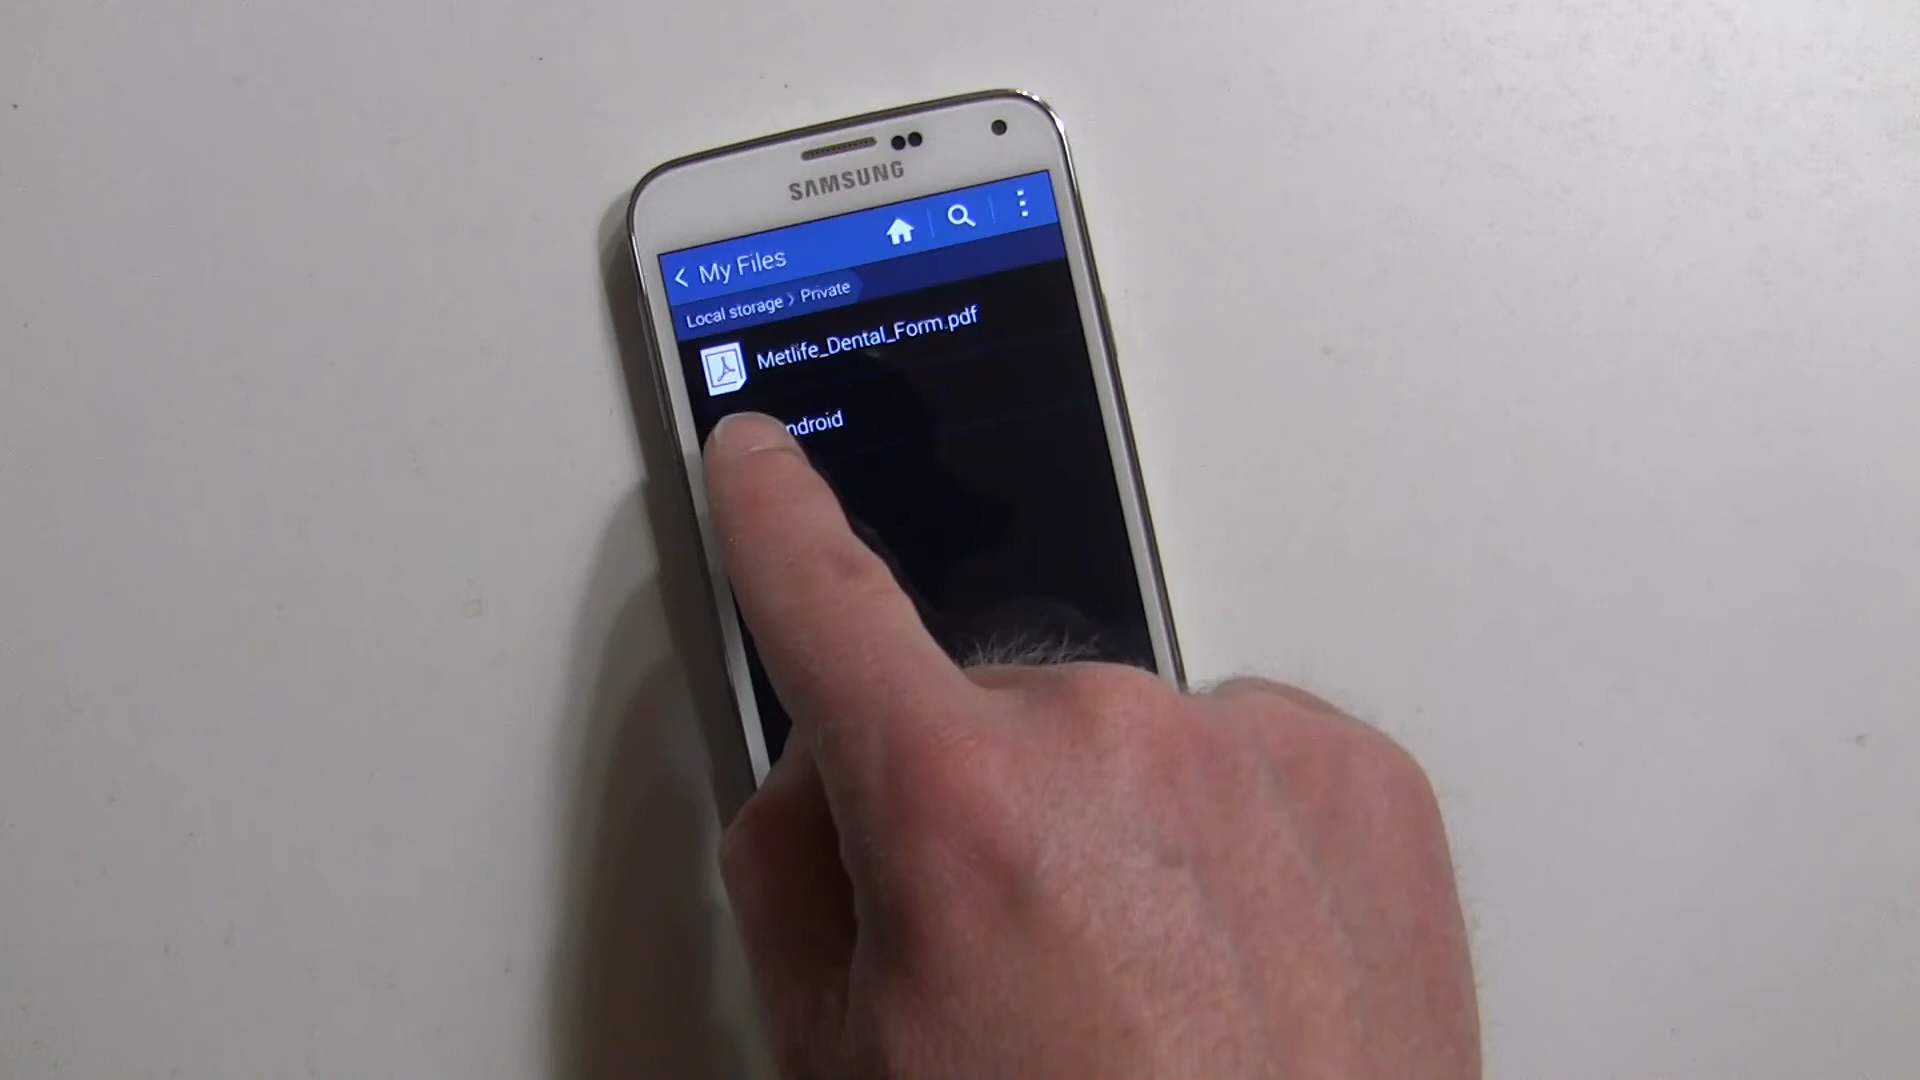 SAMSUNG
My Files
Local storage > Private
Metlife_Dental_Form.pdf
ndroid